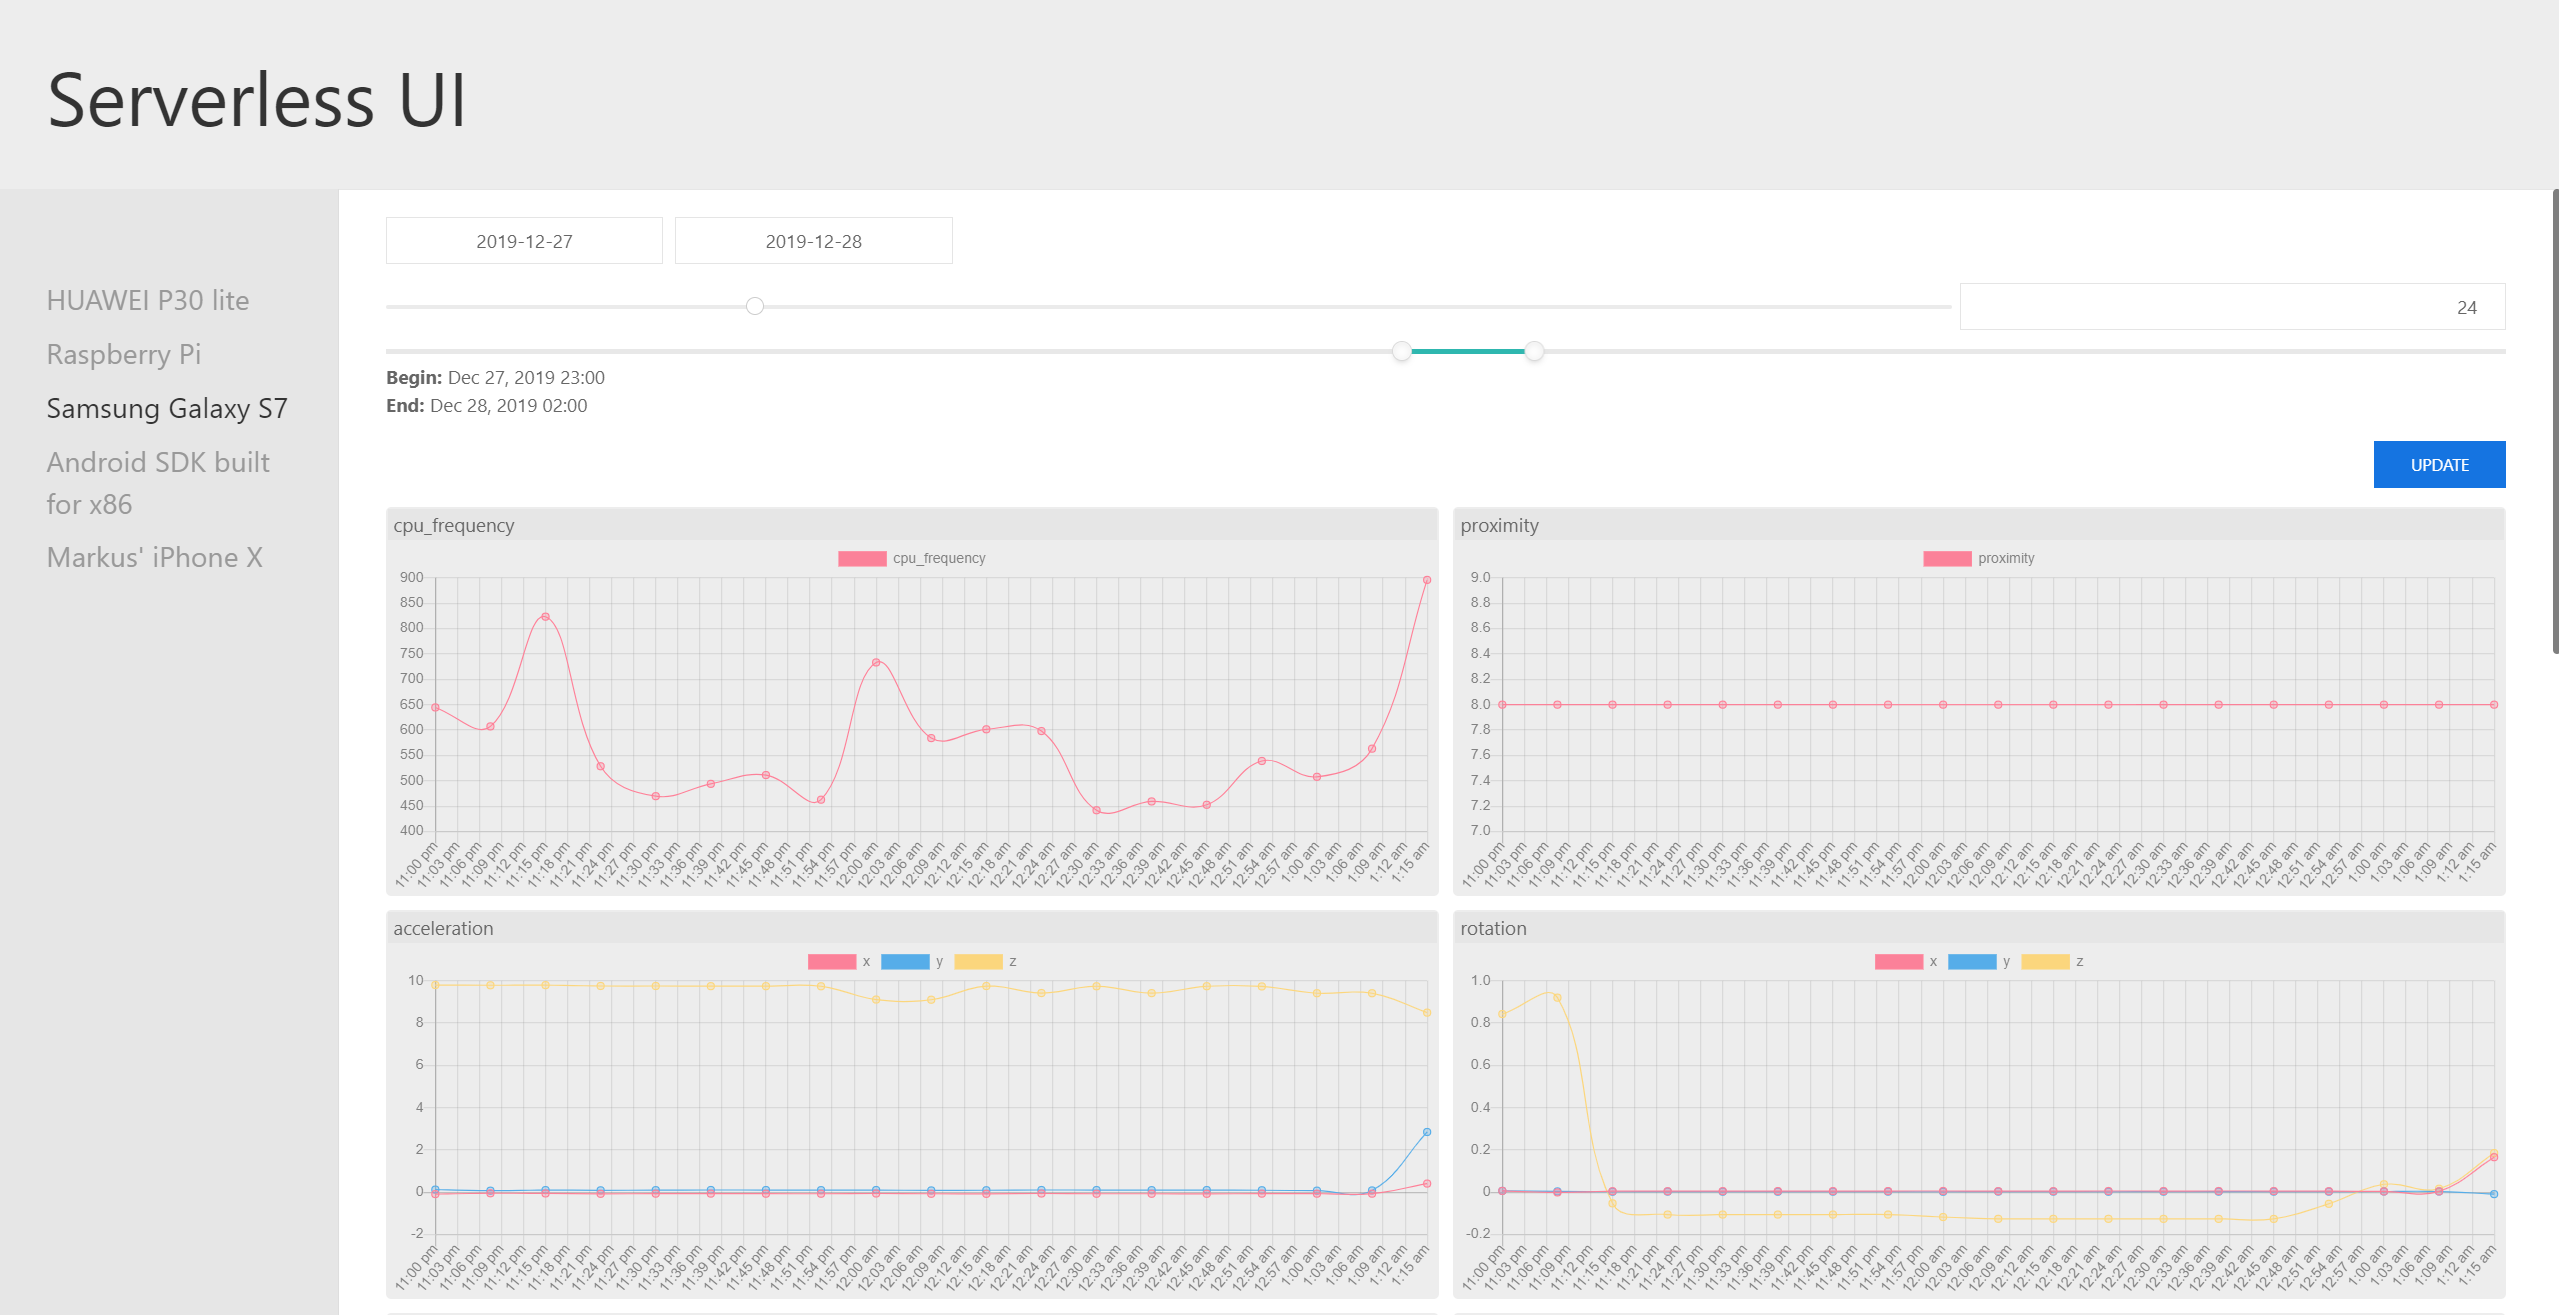 Serverless UI
HUAWEI P30 lite
Raspberry Pi
Samsung Galaxy S7
Android SDK built
for x86
Markus' iPhone X
2019-12-27 2019-12-28
24
Begin: Dec 27, 2019 23:00
End: Dec 28, 2019 02:00
UPDATE
cpu_frequency
cpu_frequency
900
850
800
750
700
650
600
550
500
450
400
11:00 pm 11:03 pm 11:06 pm 11:09 pm 11:12 pm 11:15 pm 11:18 pm 11:21 pm 11:24 pm 11:27 pm 11:30 pm 11:33 pm 11:36 pm 11:39 pm 11:42 pm 11:45 pm 11:48 pm 11:51 pm 11:54 pm 11:57 pm 12:00 am 12:03 am 12:06 am 12:09 am 12:12 am 12:15 am 12:18 am 12:21 am 12:24 am 12:27 am 12:30 am 12:33 am 12:36 am 12:39 am 12:42 am 12:45 am 12:48 am 12:51 am 12:54 am 12:57 am 1:00 am 1:03 am 1:06 am 1:09 am 1:12 am 1:15 am
proximity
proximity
9.0
8.8
8.6
8.4
8.2
8.0
7.8
7.6
7.4
7.2
7.0
11:00 pm 11:03 pm 11:06 pm 11:09 pm 11:12 pm 11:15 pm 11:18 pm 11:21 pm 11:24 pm 11:27 pm 11:30 pm 11:33 pm 11:36 pm 11:39 pm 11:42 pm 11:45 pm 11:48 pm 11:51 pm 11:54 pm 11:57 pm 12:00 am 12:03 am 12:06 am 12:09 am 12:12 am 12:15 am 12:18 am 12:21 am 12:24 am 12:27 am 12:30 am 12:33 am 12:36 am 12:39 am 12:42 am 12:45 am 12:48 am 12:51 am 12:54 am 12:57 am 1:00 am 1:03 am 1:06 am 1:09 am 1:12 am 1:15 am
acceleration
x y z
10
8
6
4
2
0
-2
11:00 pm 11:03 pm 11:06 pm 11:09 pm 11:12 pm 11:15 pm 11:18 pm 11:21 pm 11:24 pm 11:27 pm 11:30 pm 11:33 pm 11:36 pm 11:39 pm 11:42 pm 11:45 pm 11:48 pm 11:51 pm 11:54 pm 11:57 pm 12:00 am 12:03 am 12:06 am 12:09 am 12:12 am 12:15 am 12:18 am 12:21 am 12:24 am 12:27 am 12:30 am 12:33 am 12:36 am 12:39 am 12:42 am 12:45 am 12:48 am 12:51 am 12:54 am 12:57 am 1:00 am 1:03 am 1:06 am 1:09 am 1:12 am 1:15 am
rotation
x y z
1.0
0.8
0.6
0.4
0.2
0
-0.2
11:00 pm 11:03 pm 11:06 pm 11:09 pm 11:12 pm 11:15 pm 11:18 pm 11:21 pm 11:24 pm 11:27 pm 11:30 pm 11:33 pm 11:36 pm 11:39 pm 11:42 pm 11:45 pm 11:48 pm 11:51 pm 11:54 pm 11:57 pm 12:00 am 12:03 am 12:06 am 12:09 am 12:12 am 12:15 am 12:18 am 12:21 am 12:24 am 12:27 am 12:30 am 12:33 am 12:36 am 12:39 am 12:42 am 12:45 am 12:48 am 12:51 am 12:54 am 12:57 am 1:00 am 1:03 am 1:06 am 1:09 am 1:12 am 1:15 am